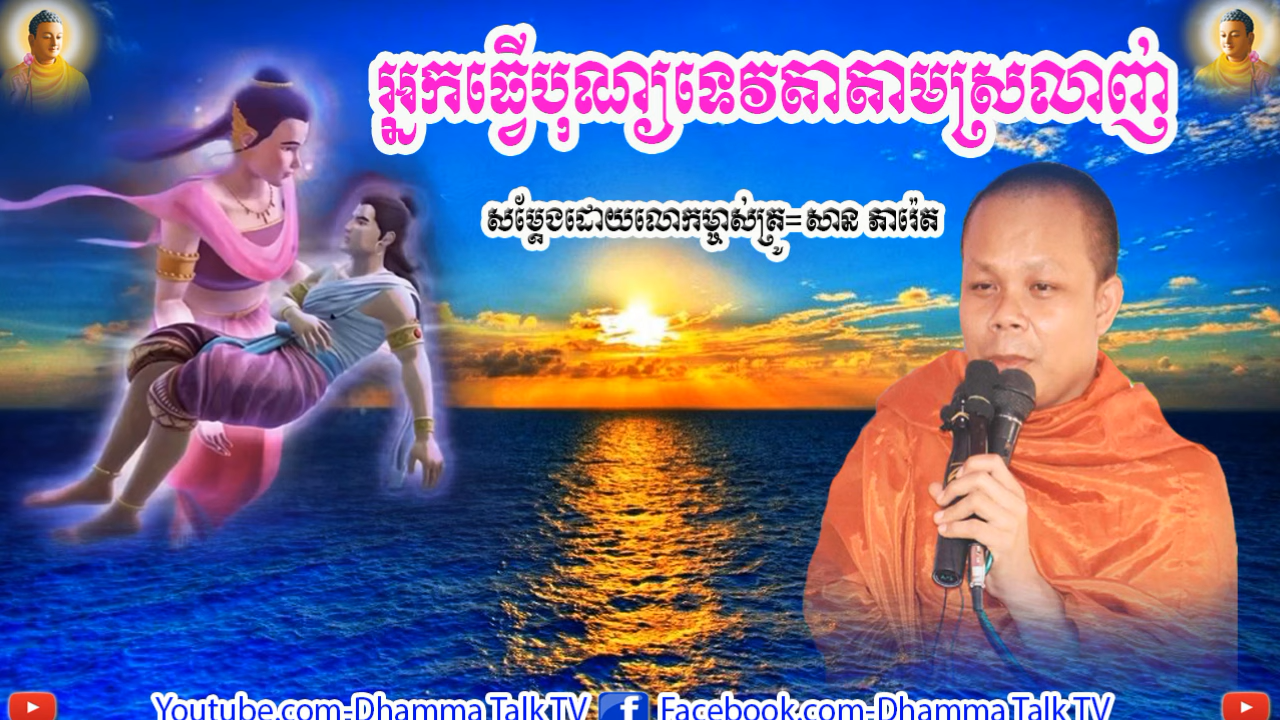 អ្នកធ្វើបុណ្យទេវតាតាមស្រលាញ់
សម្ដែងដោយលោកម្ចាស់គ្រូ=សាន ភារ៉េត
Youtube.com-Dhamma Talk TV f Facebook.com-Dhamma Talk TV